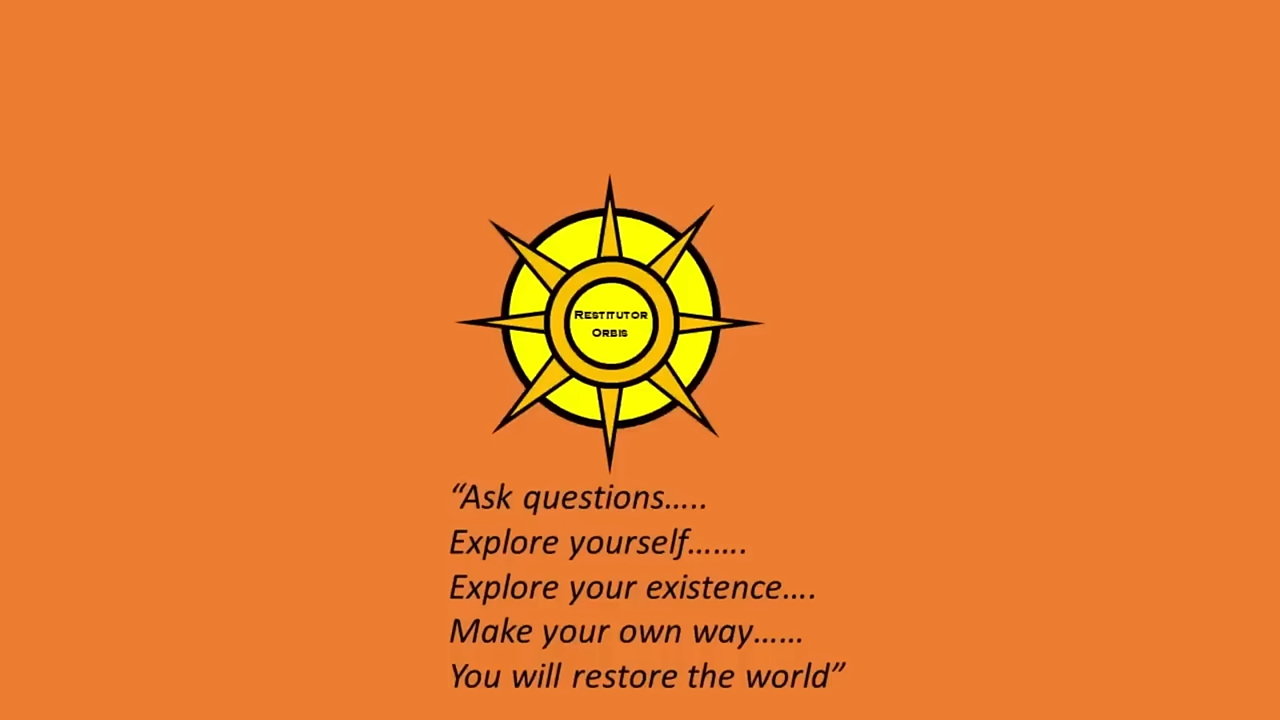 Restitutor
Orbis
“Ask questions…..
Explore yourself…….
Explore your existence….
Make your own way……
You will restore the world”